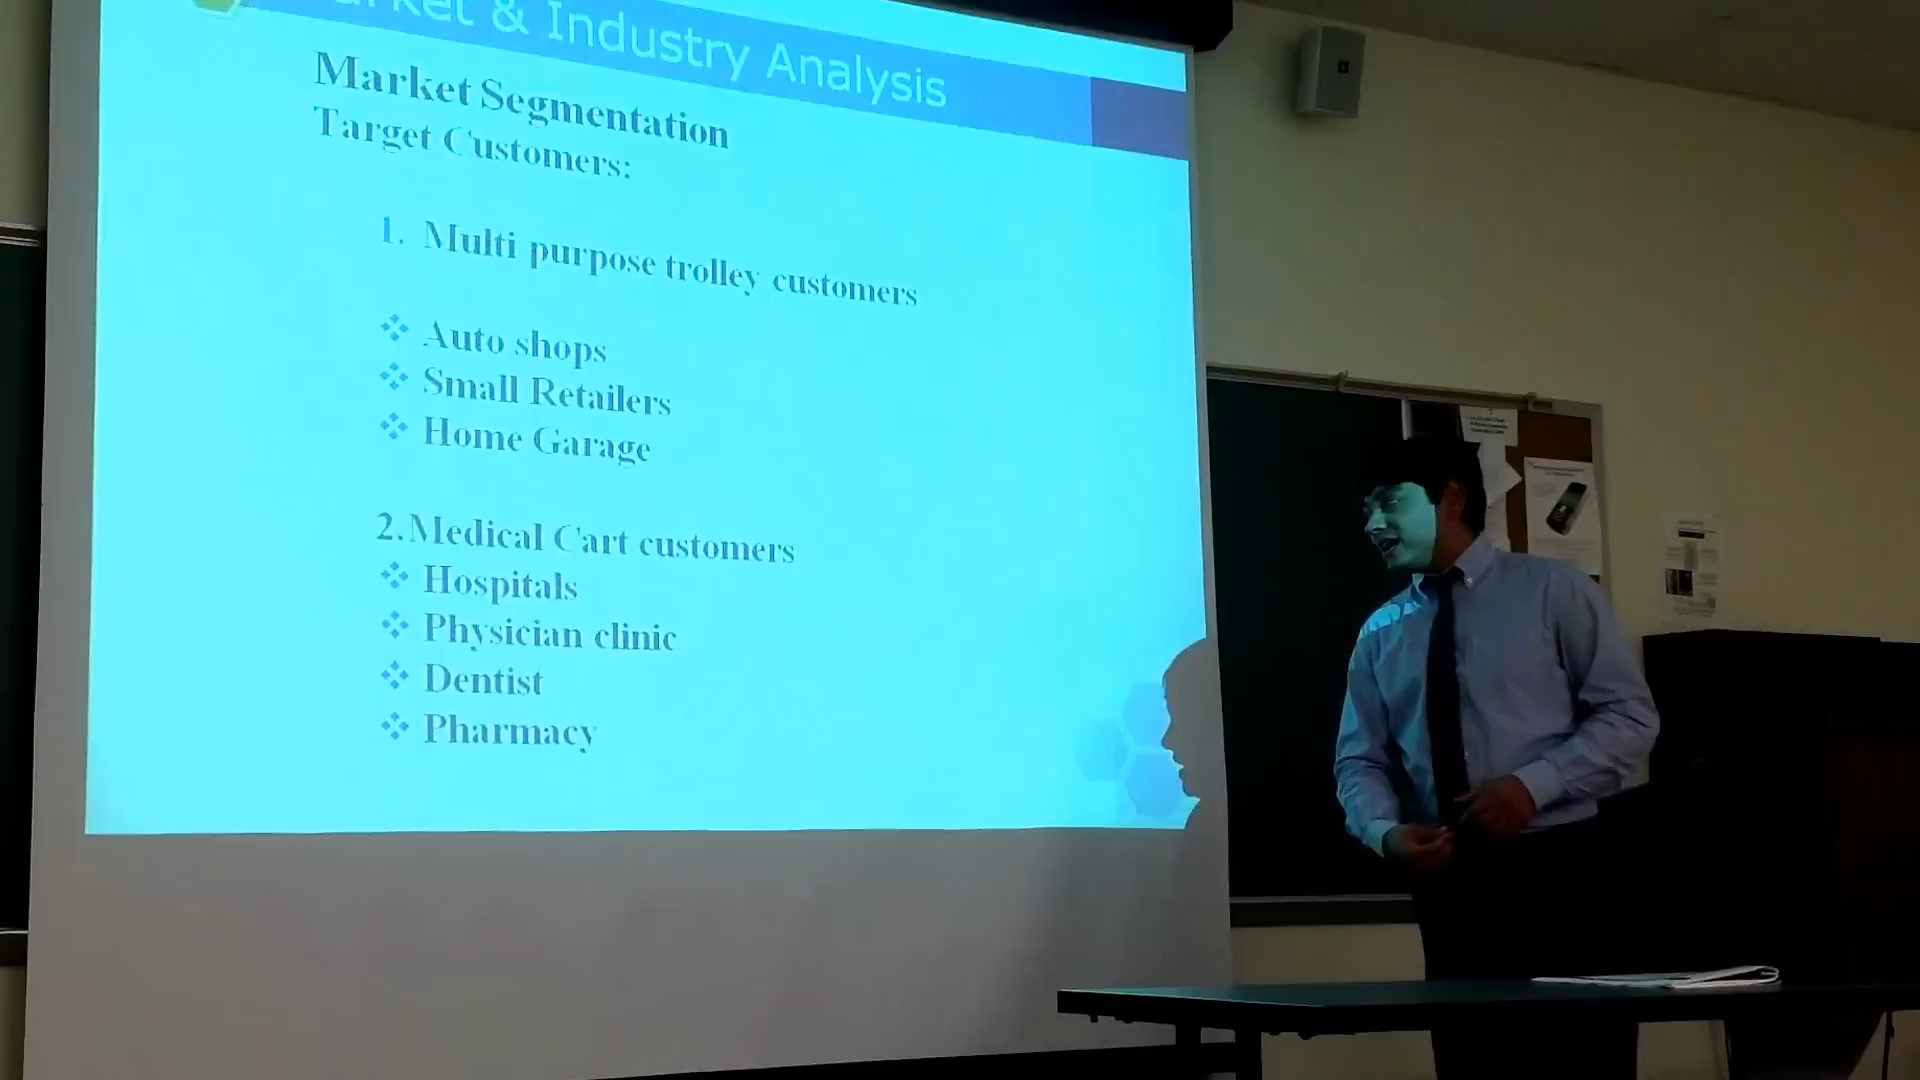 & Industry Analysis
Market Segmentation
Target Customers:
1. Multi purpose trolley customers
Auto shops
Small Retailers
Home Garage
2.Medical Cart customers
Hospitals
Physician clinic
Dentist
Pharmacy